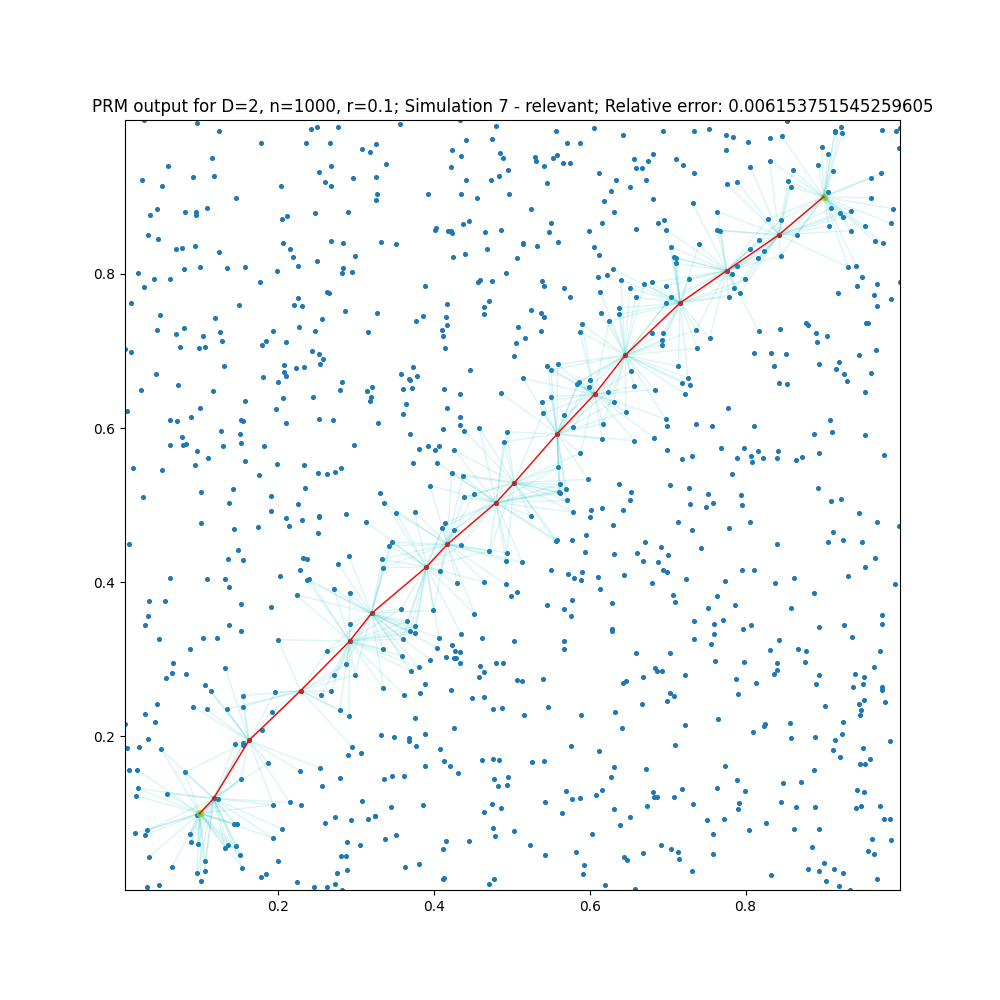 PRM output for D=2, n=1000, r=0.1; Simulation 7 - relevant; Relative error: 0.006153751545259605
0.8
0.6
0.4
0.2
0.2 0.4 0.6 0.8